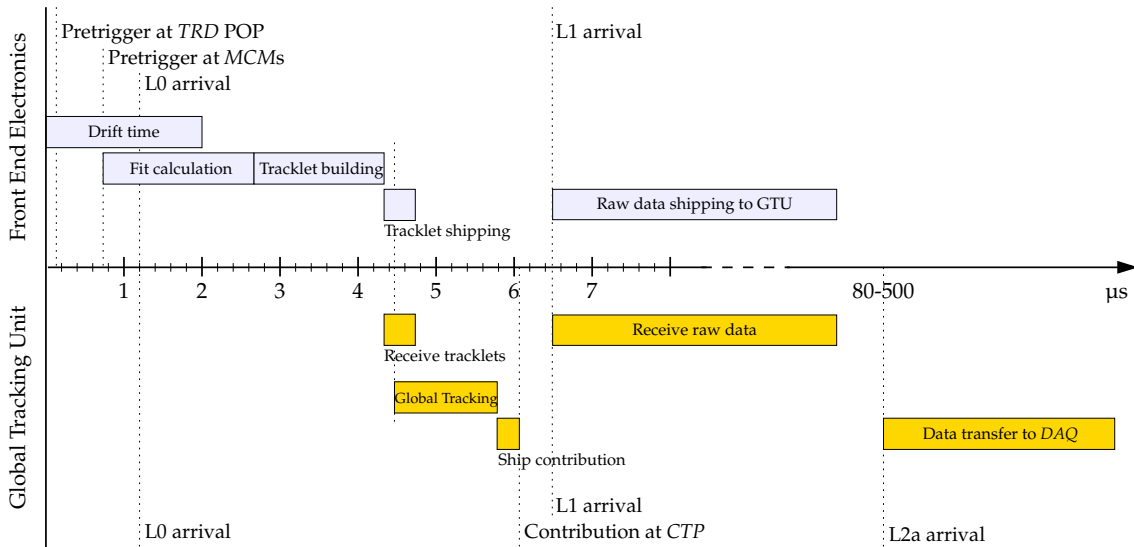 Front End Electronics
Pretrigger at TRD POP
Pretrigger at MCMs
L0 arrival
L1 arrival
Drift time
Fit calculation
Tracklet building
Raw data shipping to GTU
Tracklet shipping
1 2 3 4 5 6 7 80-500 µs
Global Tracking Unit
Receive raw data
Receive tracklets
Global Tracking
Data transfer to DAQ
Ship contribution
L1 arrival
L0 arrival
Contribution at CTP
L2a arrival